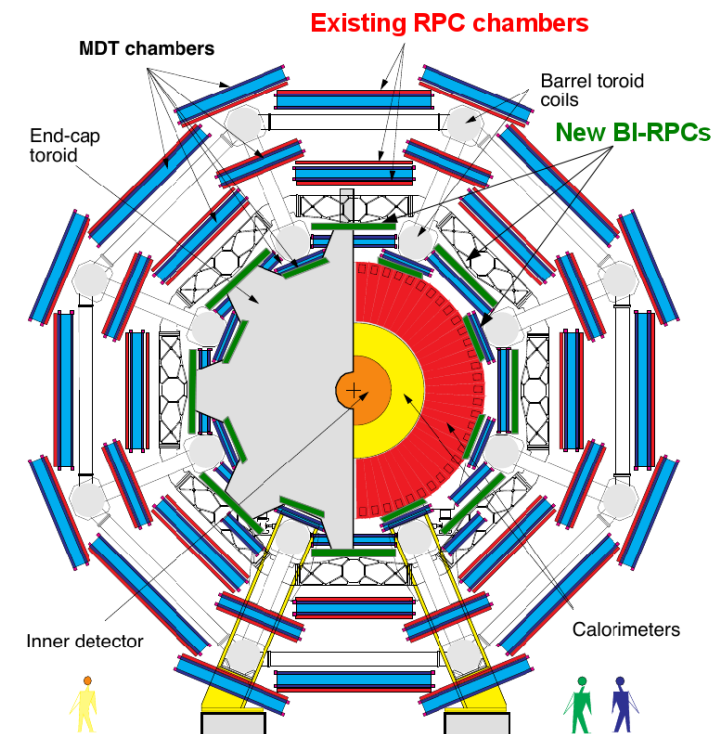 Existing RPC chambers
MDT chambers
Barrel toroid
coils
New BI-RPCs
End-cap
toroid
Inner detector
Calorimeters